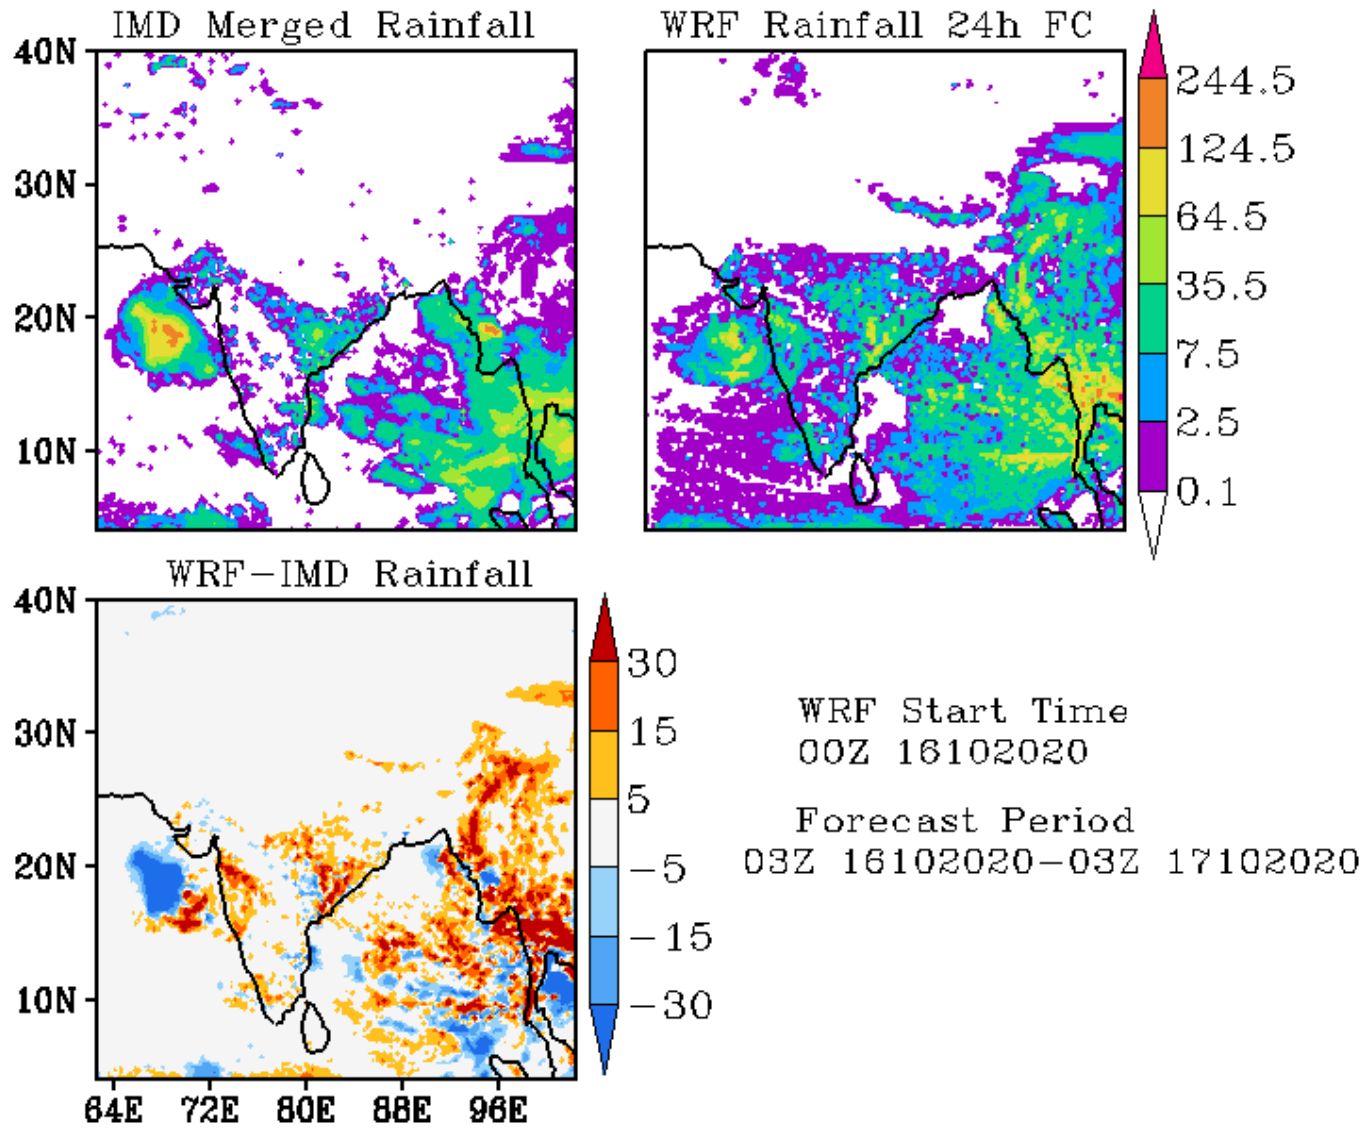 IMD Merged Rainfall
WRF Rainfall 24h FC
40N
30N
20N
10N
244.5
124.5
64.5
35.5
7.5
2.5
0.1
WRF-IMD Rainfall
40N
30N
20N
10N
64E 72E 80E 88E 96E
30
15
5
-5
-15
-30
WRF Start Time
00Z 16102020
Forecast Period
03Z 16102020-03Z 17102020